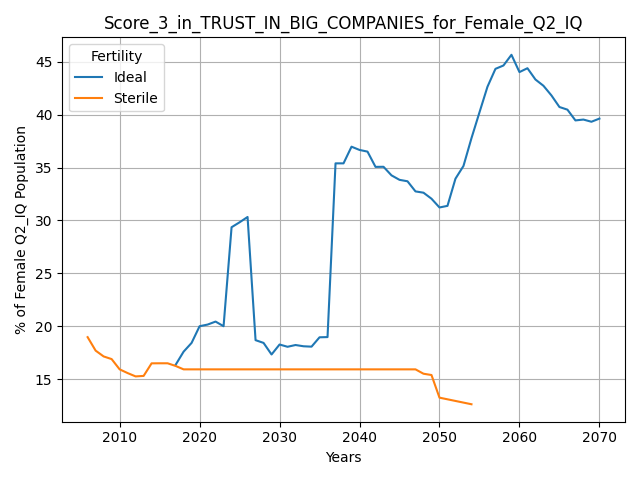 Score_3_in_TRUST_IN_BIG_COMPANIES_for_Female_Q2_IQ
Fertility
Ideal
Sterile
% of Female Q2_IQ Population
45
40
35
30
25
20
15
2010 2020 2030 2040 2050 2060 2070
Years